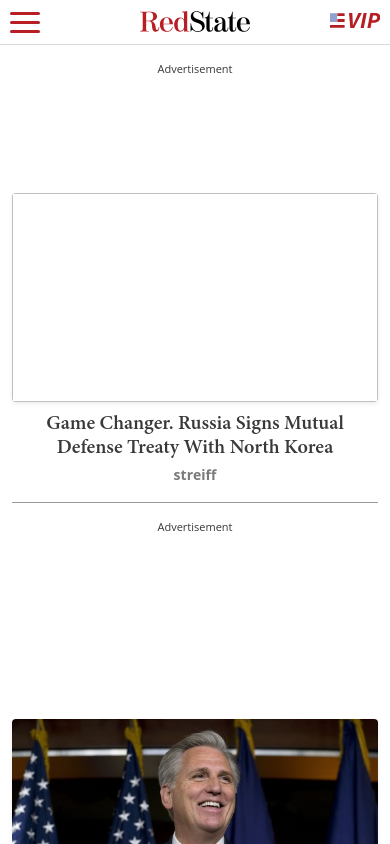 RedState
VIP
Advertisement
Game Changer. Russia Signs Mutual
Defense Treaty With North Korea
streiff
Advertisement